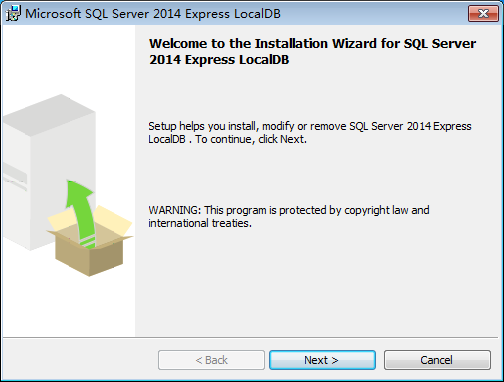 Microsoft SQL Server 2014 Express LocalDB
Welcome to the Installation Wizard for SQL Server
2014 Express LocalDB
Setup helps you install, modify or remove SQL Server 2014 Express
LocalDB . To continue, click Next.
WARNING: This program is protected by copyright law and
international treaties.
< Back
Next >
Cancel